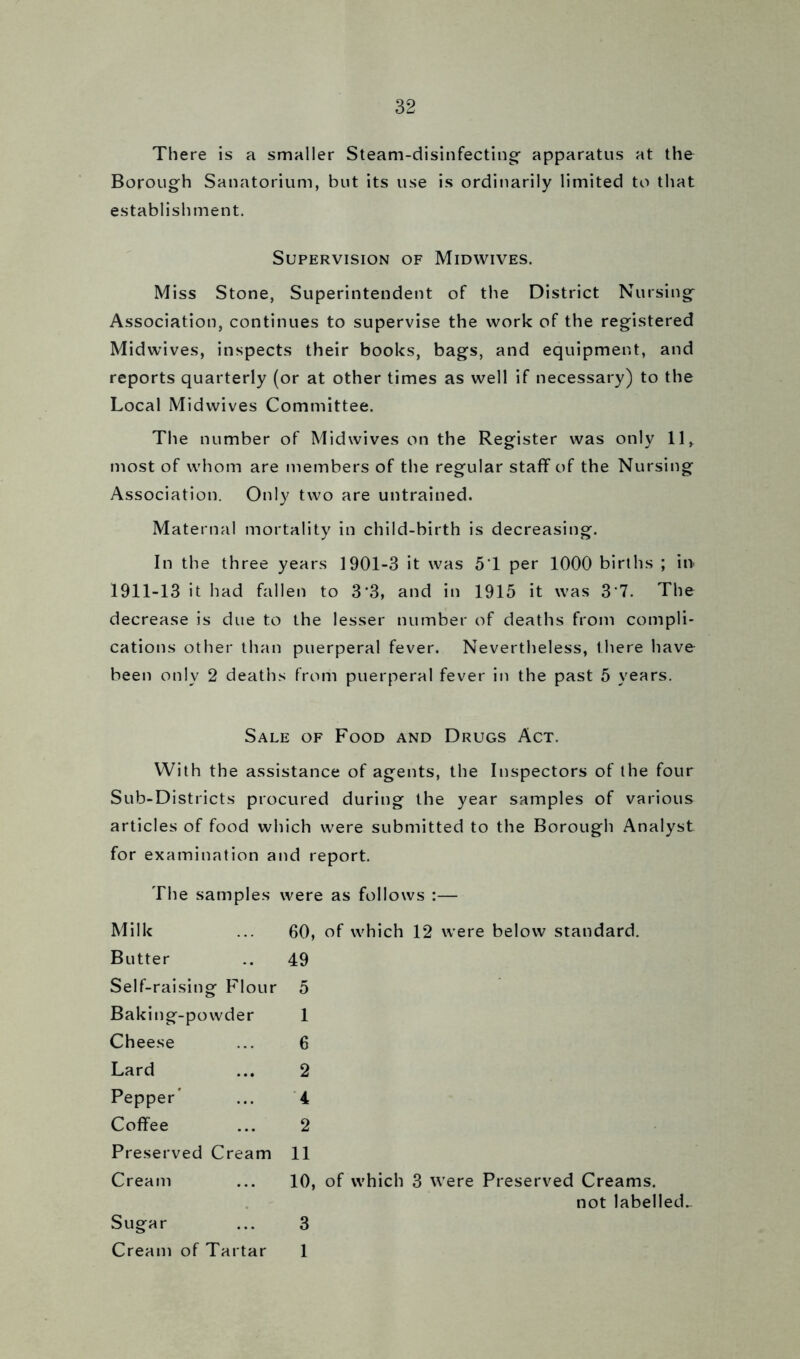 32
There is a smaller Steam-disinfecting apparatus at the
Borough Sanatorium, but its use is ordinarily limited to that
establishment.
Supervision of Midwives.
Miss Stone, Superintendent of the District Nursing
Association, continues to supervise the work of the registered
Midwives, inspects their books, bags, and equipment, and
reports quarterly (or at other times as well if necessary) to the
Local Midwives Committee.
The number of Midwives on the Register was only 11,
most of whom are members of the regular staff of the Nursing
Association. Only two are untrained.
Maternal mortality in child-birth is decreasing.
In the three years 1901-3 it was 5·1 per 1000 births ; in
1911-13 it had fallen to 3·3, and in 1915 it was 3·7. The
decrease is due to the lesser number of deaths from compli-
cations other than puerperal fever. Nevertheless, there have
been only 2 deaths from puerperal fever in the past 5 years.
Sale of Food and Drugs Act.
With the assistance of agents, the Inspectors of the four
Sub-Districts procured during the year samples of various
articles of food which were submitted to the Borough Analyst
for examination and report.
The samples were as follows :—
Milk ... 60, of which 12 were below standard.
Butter .. 49
Self-raising Flour 5
Baking-powder 1
Cheese ... 6
Lard ... 2
Pepper ... 4
Coffee ... 2
Preserved Cream 11
Cream ... 10, of which 3 were Preserved Creams.
not labelled.
Sugar ... 3
Cream of Tartar 1